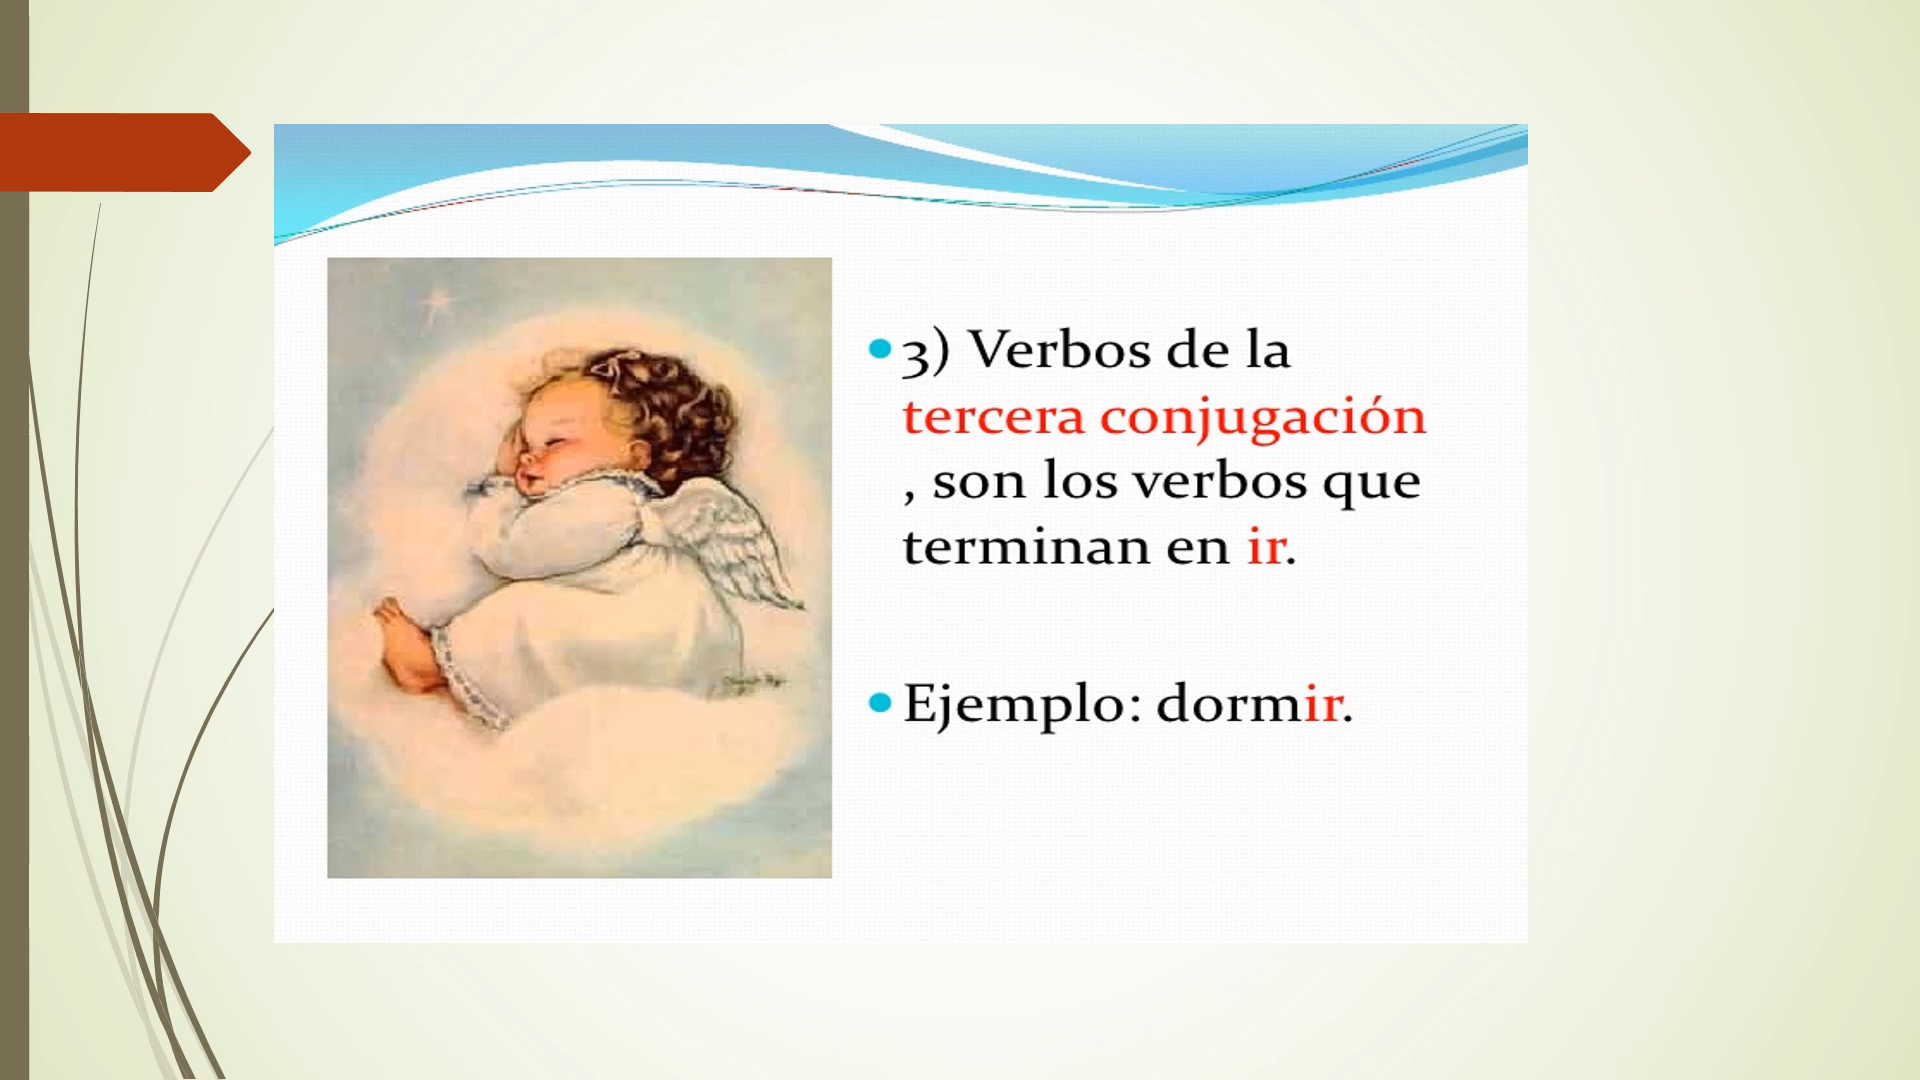 3) Verbos de la
tercera conjugación
, son los verbos que
terminan en ir.
Ejemplo: dormir.